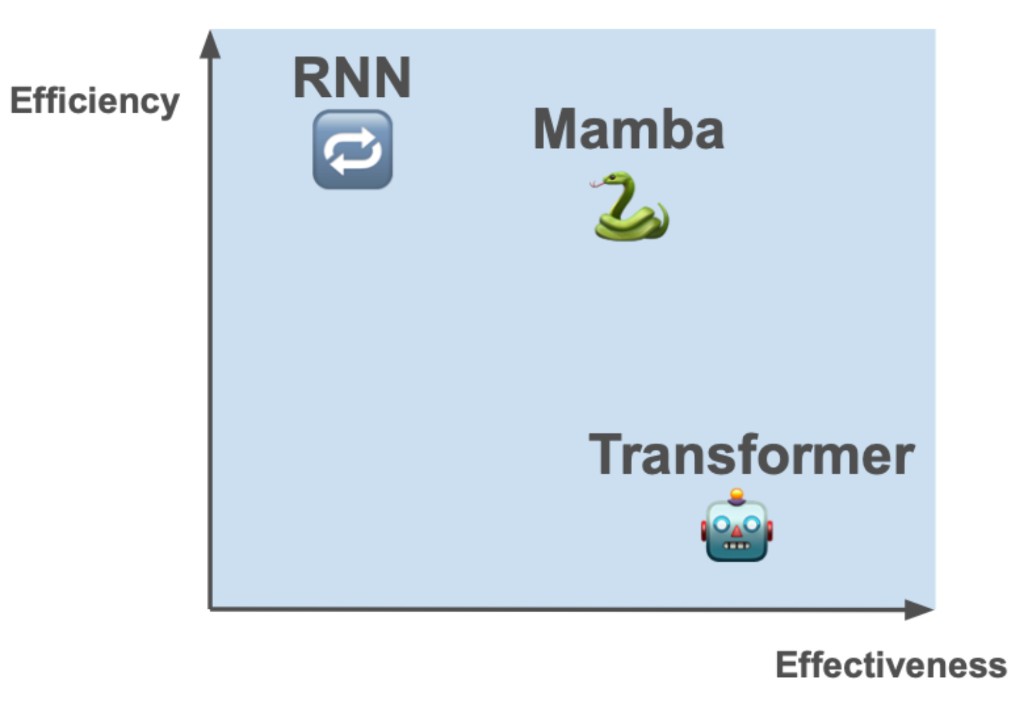 RNN
Efficiency
Mamba
Transformer
Effectiveness